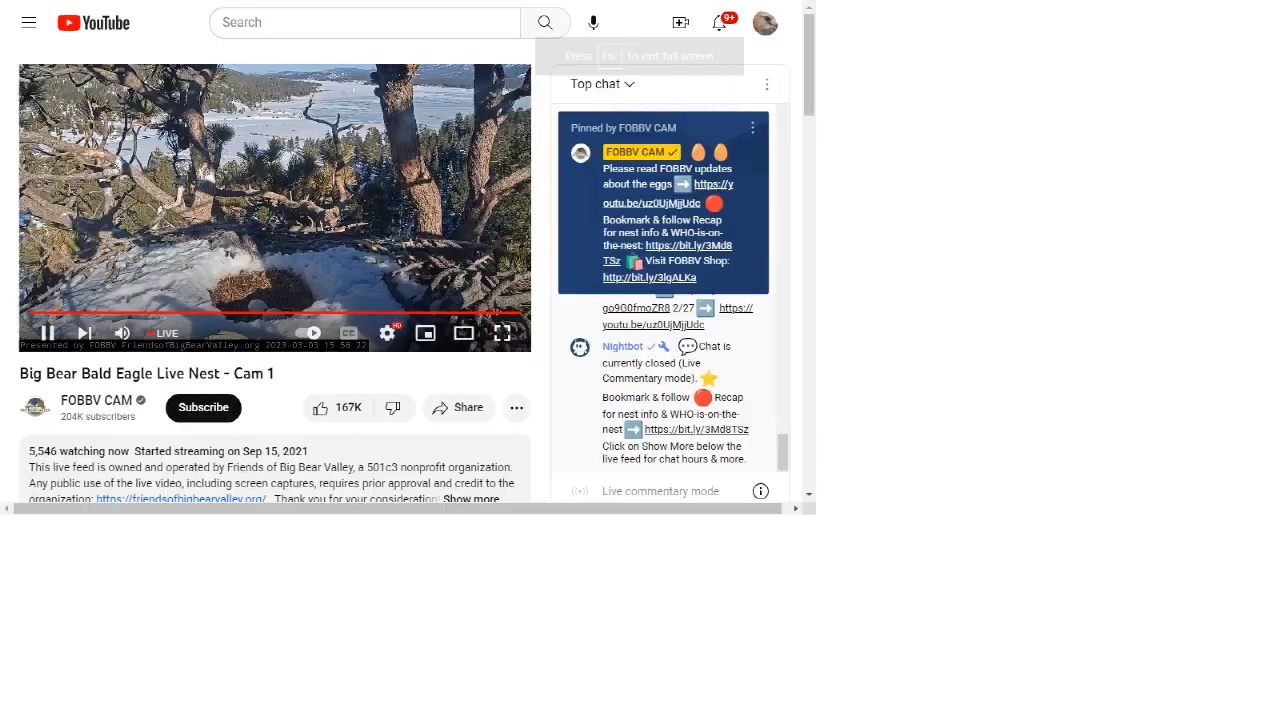 YouTube
Search
9+
Press Esc to exit full screen
Top chat
Pinned by FOBBV CAM
FOBBV CAM
Please read FOBBV updates
about the eggs https://y
outu.be/uz0UjMjjUdc
Bookmark & follow Recap
for nest info & WHO-is-on-
the-nest: https://bit.ly/3Md8
TSz Visit FOBBV Shop:
http://bit.ly/3lgALKa
go9G0fmoZR8 2/27 https://
youtu.be/uz0UjMjjUdc
Nightbot Chat is
currently closed (Live
Commentary mode).
Bookmark & follow Recap
for nest info & WHO-is-on-the-
nest https://bit.ly/3Md8TSz
Click on Show More below the
live feed for chat hours & more.
Live commentary mode
LIVE
CC
HD
Presented by FOBBV FriendsofBigBearValley.org 2023-03-03 15 56 22
Big Bear Bald Eagle Live Nest - Cam 1
FOBBV CAM
204K subscribers
Subscribe
167K
Share
5,546 watching now Started streaming on Sep 15, 2021
This live feed is owned and operated by Friends of Big Bear Valley, a 501c3 nonprofit organization.
Any public use of the live video, including screen captures, requires prior approval and credit to the
organization: https://friendsofbigbearvalley.org/ . Thank you for your consideration! Show more